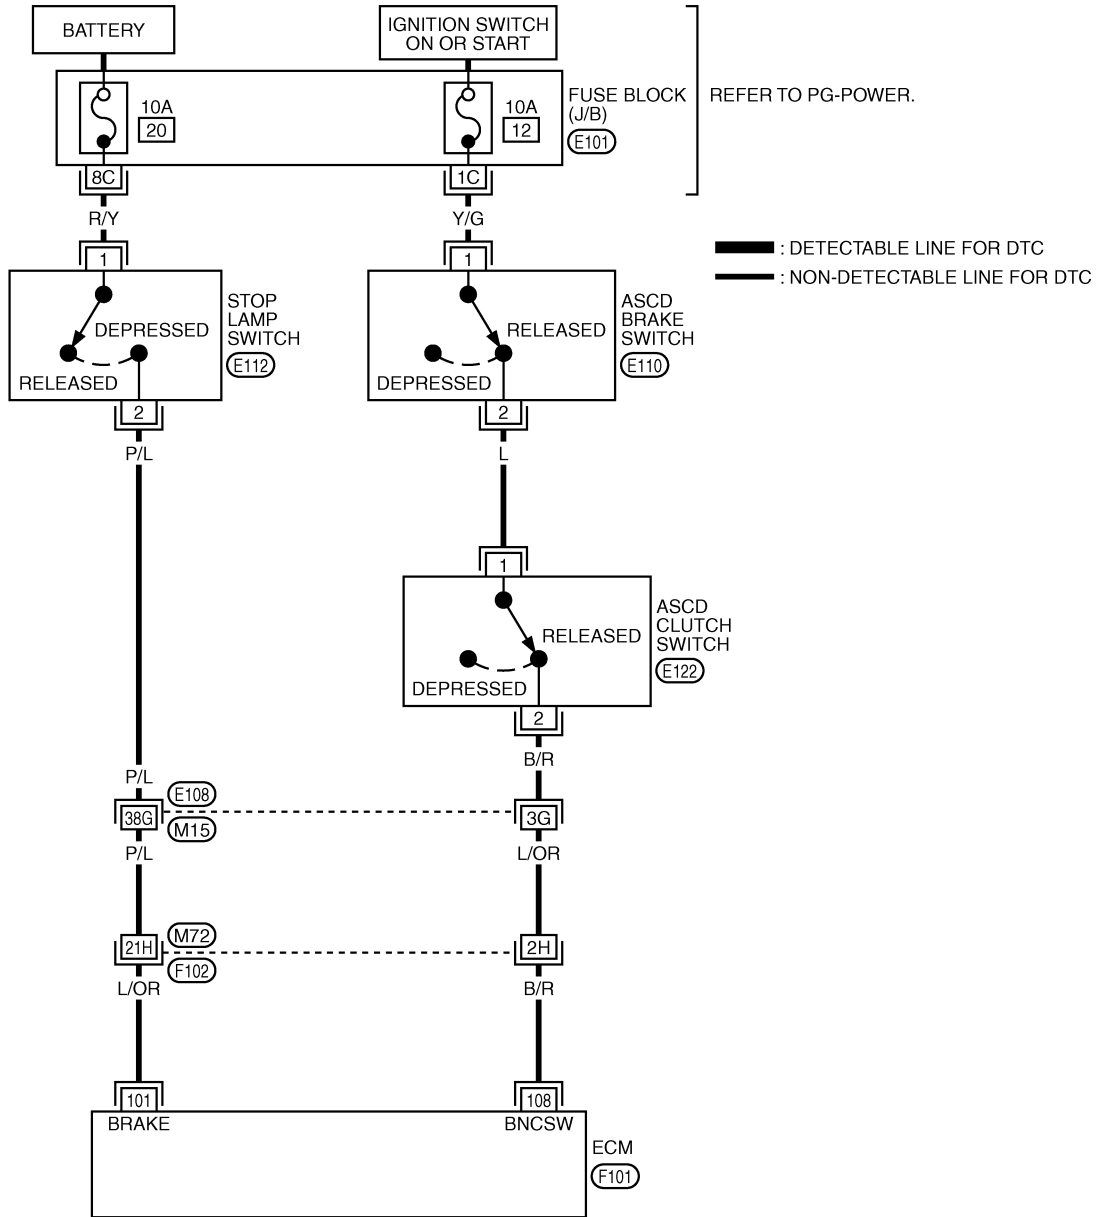 BATTERY
IGNITION SWITCH
ON OR START
10A
20
10A
12
FUSE BLOCK
(J/B)
E101
REFER TO PG-POWER.
8C
1C
R/Y
Y/G
: DETECTABLE LINE FOR DTC
: NON-DETECTABLE LINE FOR DTC
1
1
DEPRESSED
RELEASED
STOP
LAMP
SWITCH
E112
RELEASED
DEPRESSED
ASCD
BRAKE
SWITCH
E110
2
2
P/L
L
1
RELEASED
DEPRESSED
ASCD
CLUTCH
SWITCH
E122
2
B/R
P/L
E108
38G
M15
3G
P/L
L/OR
M72
21H
F102
2H
L/OR
B/R
101
108
BRAKE
BNCSW
ECM
F101